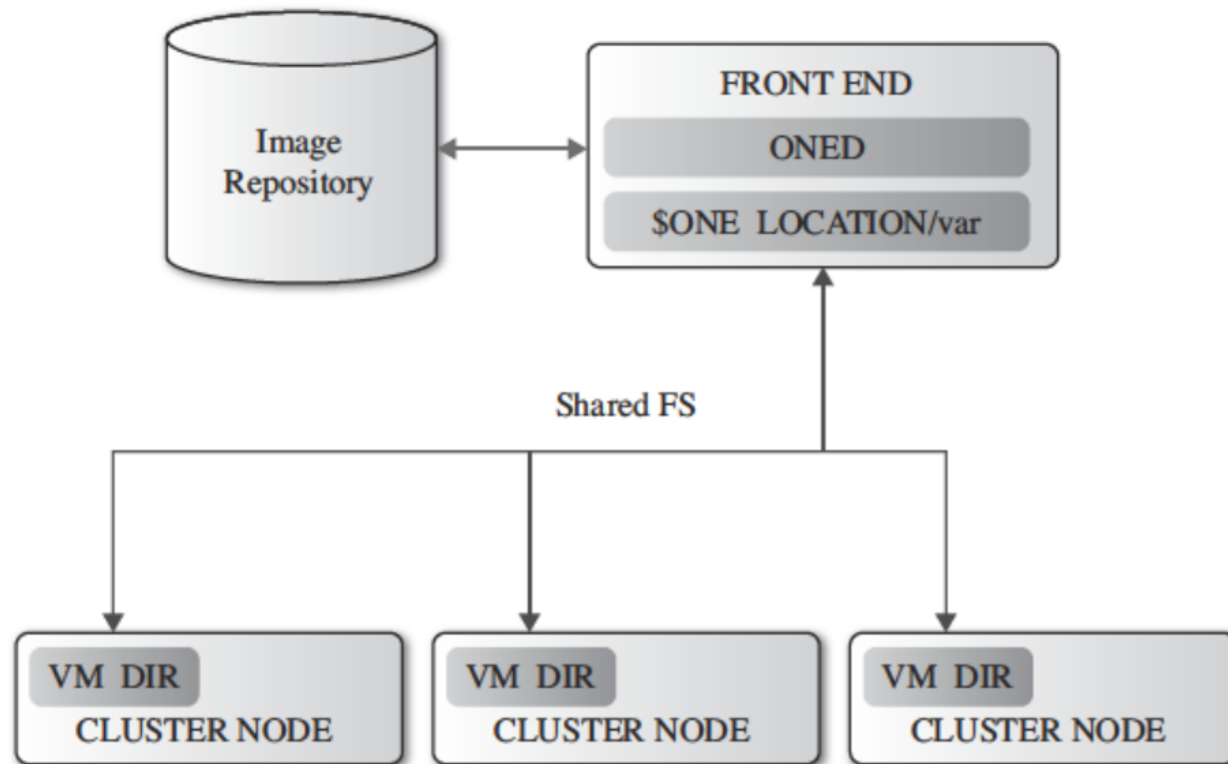 Image
Repository
FRONT END
ONED
$ONE LOCATION/var
Shared FS
VM DIR
CLUSTER NODE
VM DIR
CLUSTER NODE
VM DIR
CLUSTER NODE